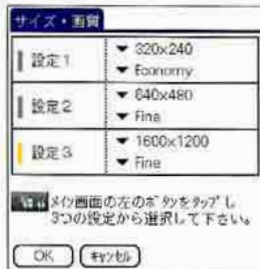 サイズ・画質
設定1
▼ 320x240
▼ Economy
設定2
▼ 640x480
▼ Fine
設定3
▼ 1600x1200
▼ Fine
メイン画面の左のボタンをタップし
3つの設定から選択して下さい。
OK キャンセル